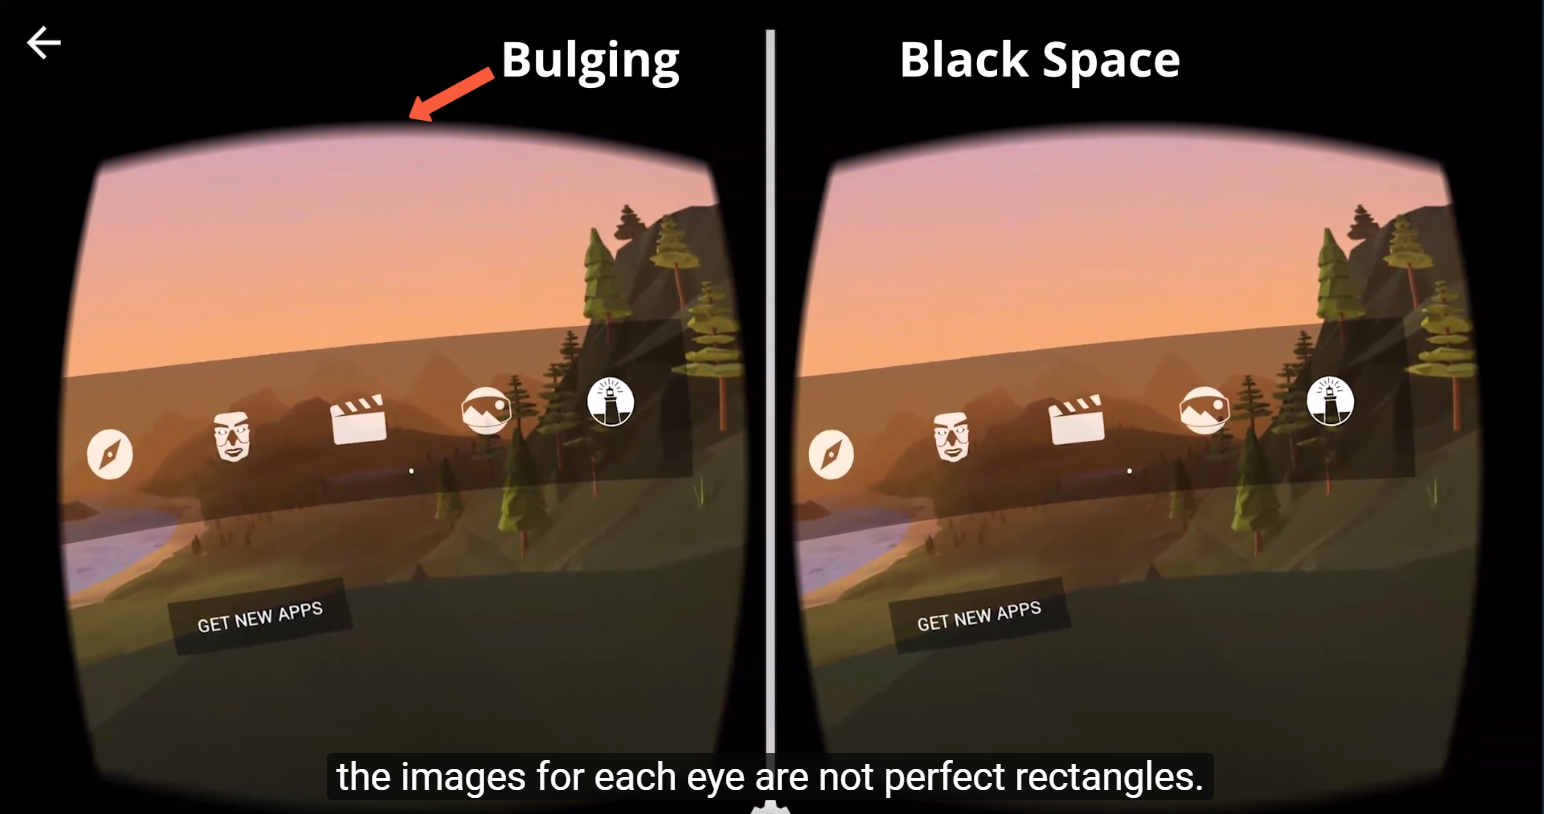 Bulging
Black Space
GET NEW APPS
GET NEW APPS
the images for each eye are not perfect rectangles.